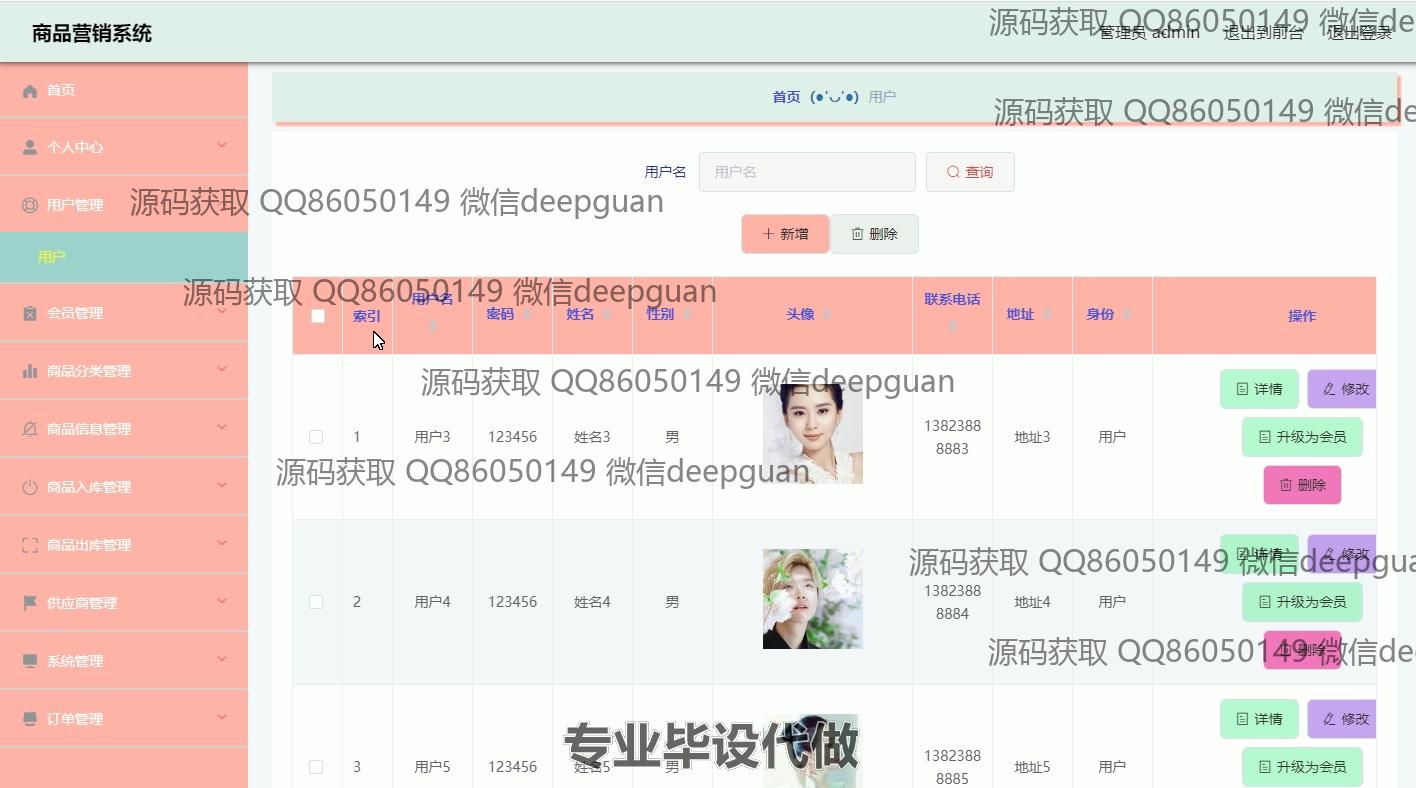 商品营销系统
管理员 admin 退出到前台 退出登录
源码获取 QQ86050149 微信de
首页
个人中心
用户管理
用户
会员管理
商品分类管理
商品信息管理
商品入库管理
商品出库管理
供应商管理
系统管理
订单管理
首页 (●'◡'●) 用户
源码获取 QQ86050149 微信de
用户名 用户名 查询
源码获取 QQ86050149 微信deepguan
新增 删除
源码获取 QQ86050149 微信deepguan
索引 用户名 密码 姓名 性别 头像 联系电话 地址 身份 操作
源码获取 QQ86050149 微信deepguan
1 用户3 123456 姓名3 男 13823888883 地址3 用户 详情 修改
升级为会员
删除
源码获取 QQ86050149 微信deepguan
2 用户4 123456 姓名4 男 13823888884 地址4 用户 详情 修改
升级为会员
删除
源码获取 QQ86050149 微信deepgua
源码获取 QQ86050149 微信de
3 用户5 123456 姓名5 男 13823888885 地址5 用户 详情 修改
升级为会员
专业毕设代做